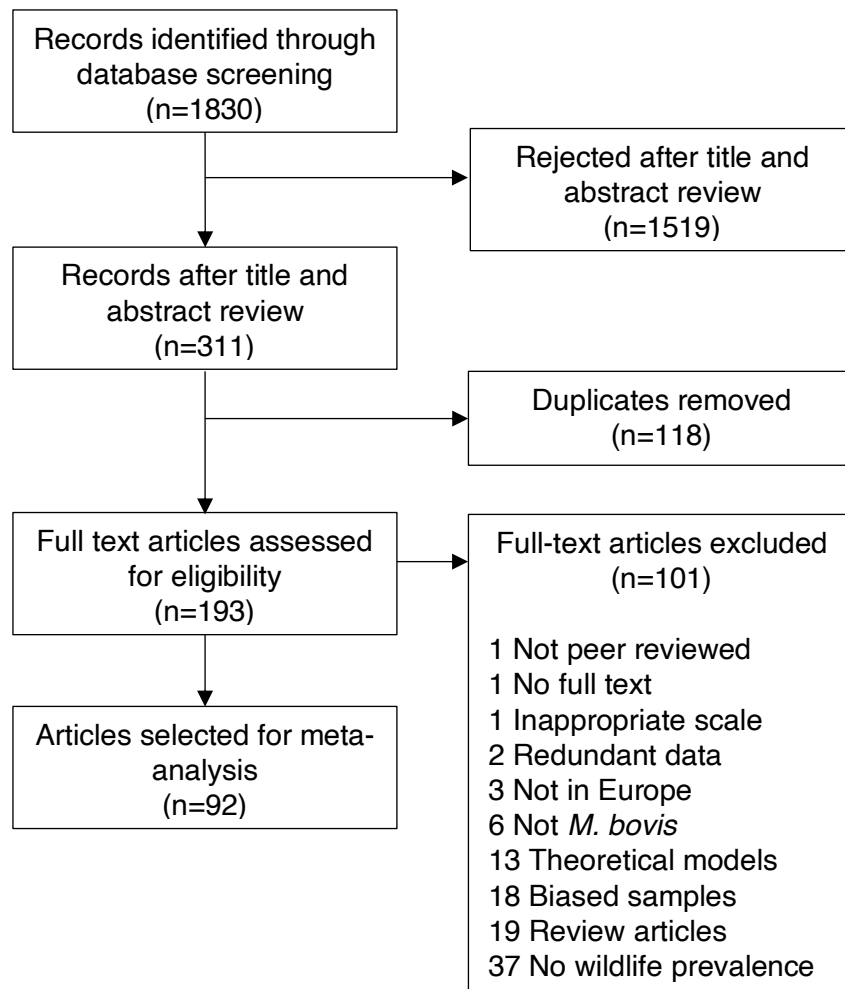 Records identified through
database screening
(n=1830)
Rejected after title and
abstract review
(n=1519)
Records after title and
abstract review
(n=311)
Duplicates removed
(n=118)
Full text articles assessed
for eligibility
(n=193)
Full-text articles excluded
(n=101)
1 Not peer reviewed
1 No full text
1 Inappropriate scale
2 Redundant data
3 Not in Europe
6 Not M. bovis
13 Theoretical models
18 Biased samples
19 Review articles
37 No wildlife prevalence
Articles selected for meta-
analysis
(n=92)